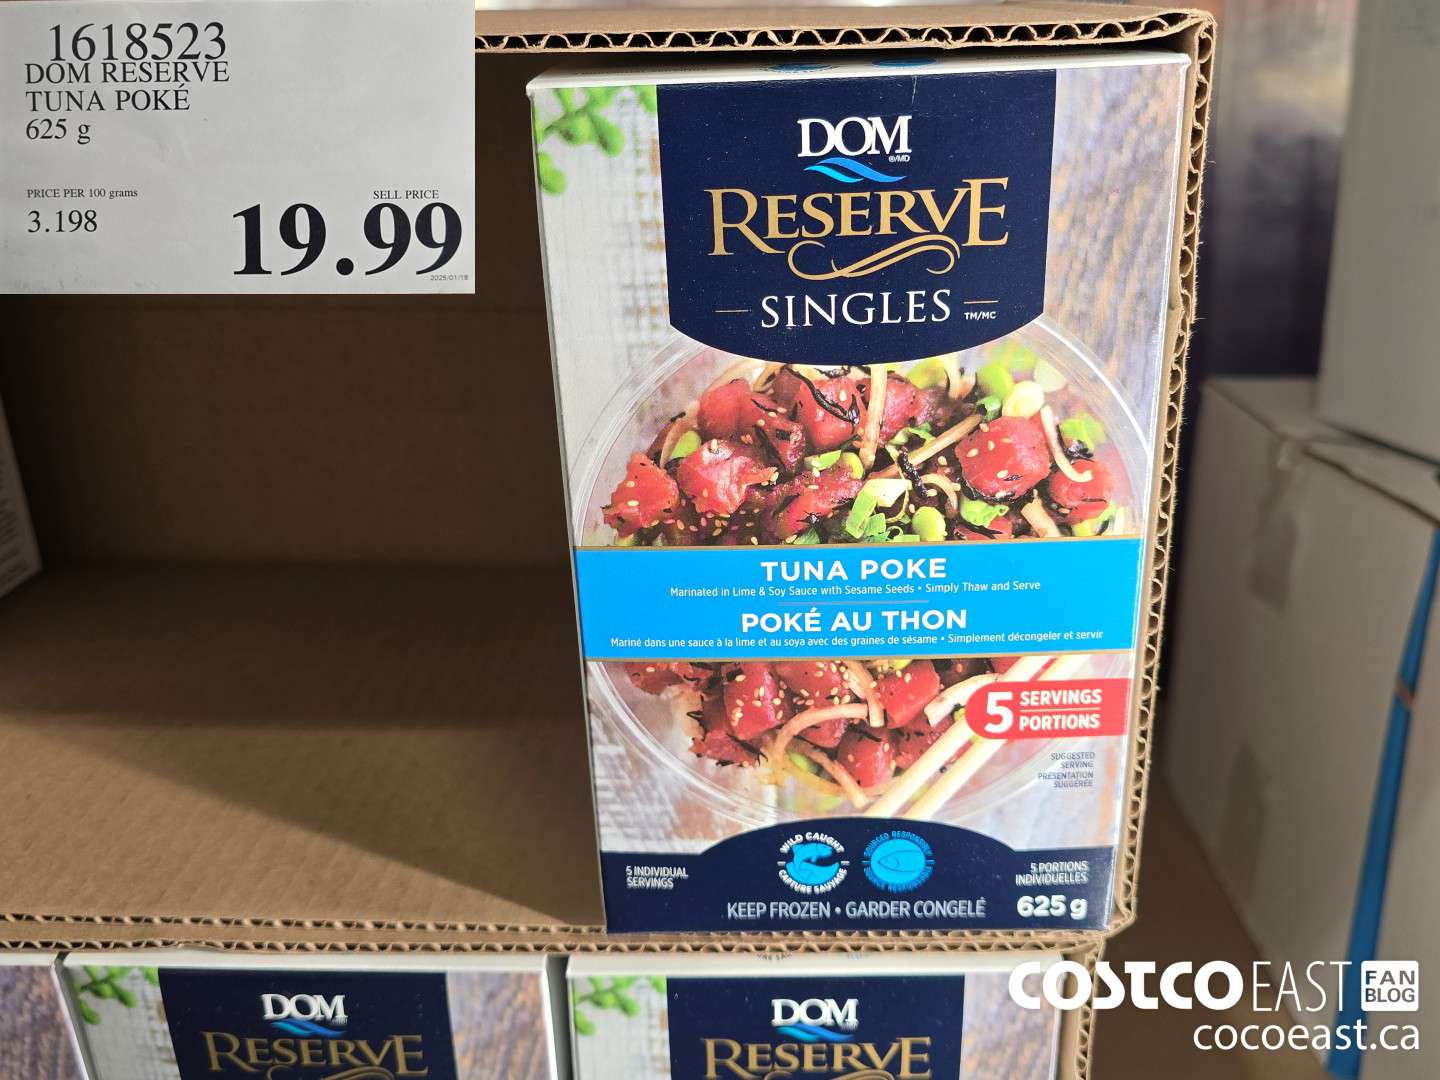 1618523
DOM RESERVE
TUNA POKÉ
625 g
PRICE PER 100 grams
3.198
SELL PRICE
19.99
DOM
®/MD
RESERVE
SINGLES TM/MC
TUNA POKE
Marinated in Lime & Soy Sauce with Sesame Seeds • Simply Thaw and Serve
POKÉ AU THON
Mariné dans une sauce à la lime et au soya avec des graines de sésame • Simplement décongeler et servir
5 SERVINGS
PORTIONS
SUGGESTED
SERVING
PRÉSENTATION
SUGGÉRÉE
WILD CAUGHT
CAPTURE SAUVAGE
SOURCED RESPONSIBLY
5 INDIVIDUAL
SERVINGS
5 PORTIONS
INDIVIDUELLES
KEEP FROZEN • GARDER CONGELÉ
625 g
DOM
RESERVE
DOM
RESERVE
COSTCO EAST FAN
BLOG
cocoeast.ca